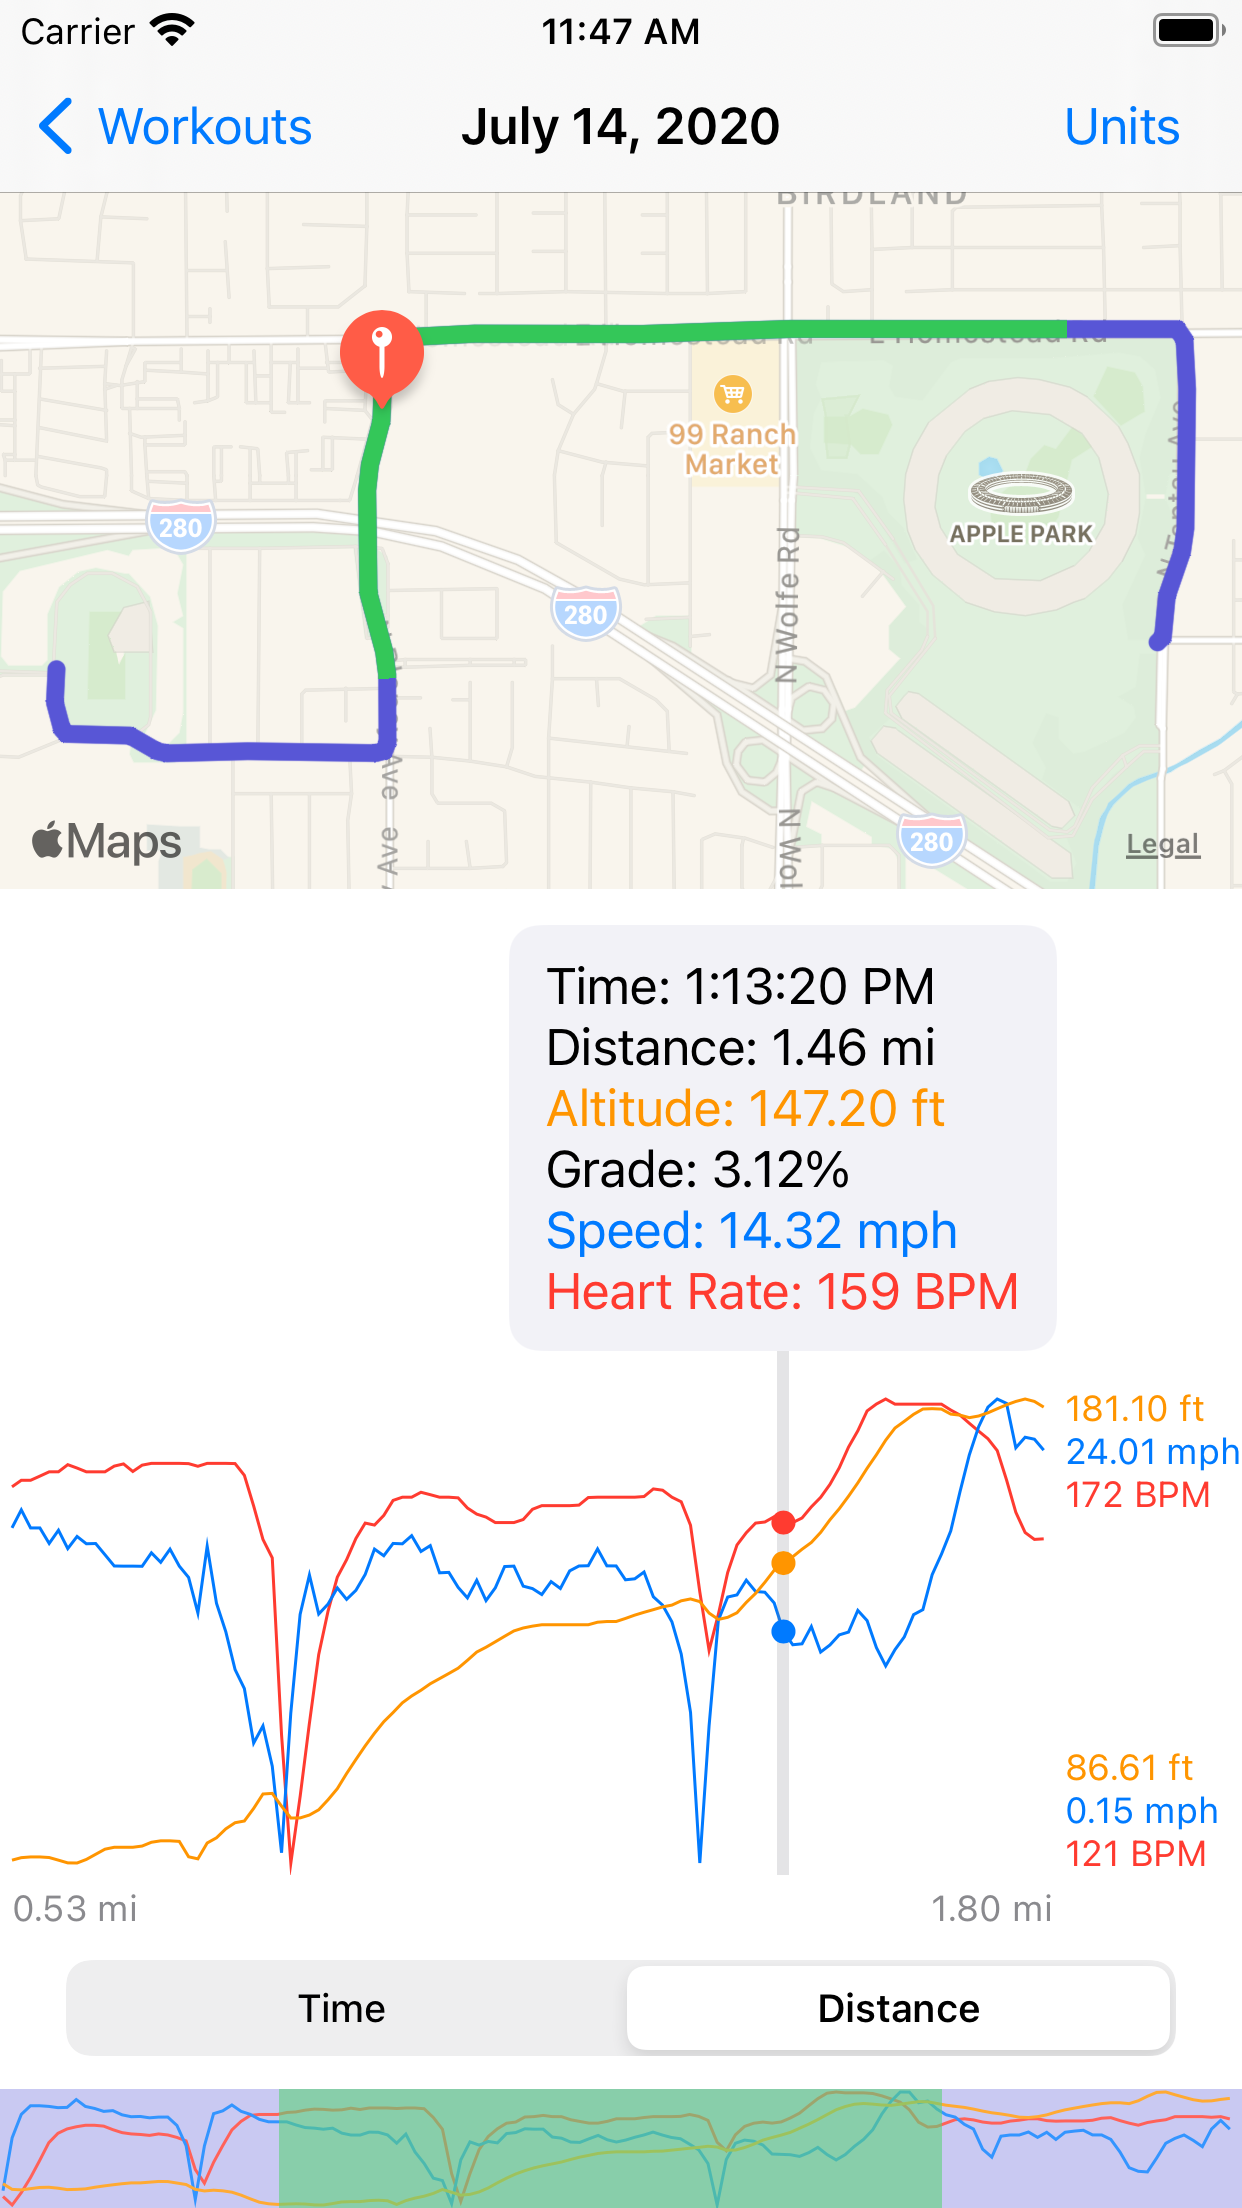 Carrier
11:47 AM
Workouts
July 14, 2020
Units
BIRDLAND
99 Ranch
Market
APPLE PARK
280
280
N Wolfe Rd
280
Maps
Legal
Time: 1:13:20 PM
Distance: 1.46 mi
Altitude: 147.20 ft
Grade: 3.12%
Speed: 14.32 mph
Heart Rate: 159 BPM
181.10 ft
24.01 mph
172 BPM
86.61 ft
0.15 mph
121 BPM
0.53 mi
1.80 mi
Time
Distance